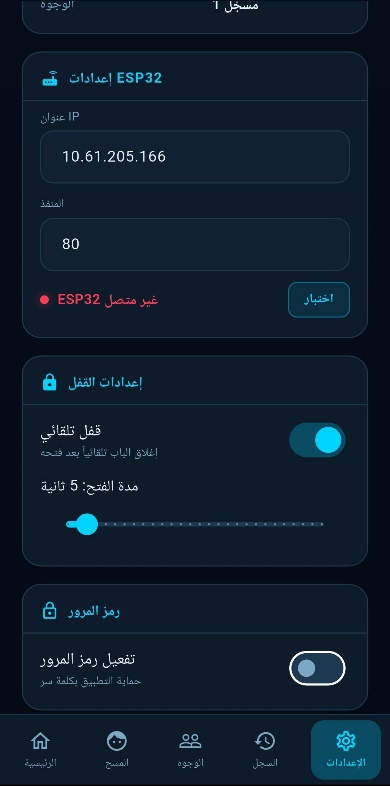 الوجوه
1 مسجل
إعدادات ESP32
عنوان IP
10.61.205.166
المنفذ
80
ESP32 غير متصل
اختبار
إعدادات القفل
قفل تلقائي
إغلاق الباب تلقائياً بعد فتحه
مدة الفتح: 5 ثانية
رمز المرور
تفعيل رمز المرور
حماية التطبيق بكلمة سر
الرئيسية
المسح
الوجوه
السجل
الإعدادات